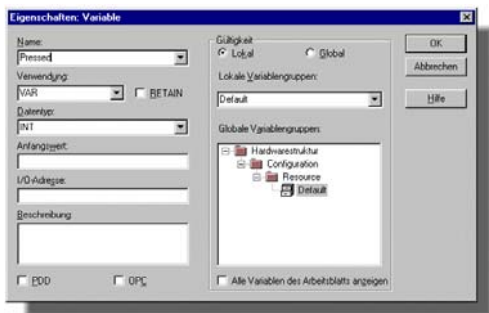 Eigenschaften: Variable
Name:
Pressed
Verwendung:
VAR
RETAIN
Datentyp:
INT
Anfangswert:
I/O-Adresse:
Beschreibung:
PDD
OPC
Gültigkeit
Lokal
Global
Lokale Variablengruppen:
Default
Globale Variablengruppen:
Hardwarestruktur
Configuration
Resource
Default
Alle Variablen des Arbeitsblatts anzeigen
OK
Abbrechen
Hilfe